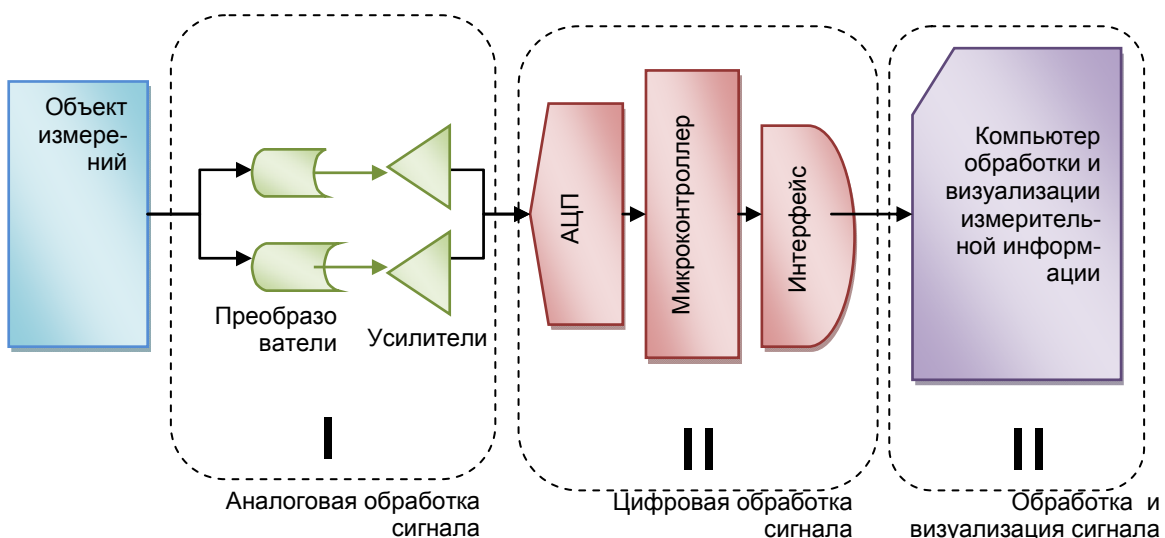 Объект
измере-
ний
Преобразо
ватели
Усилители
I
Аналоговая обработка
сигнала
АЦП
Микроконтроллер
Интерфейс
II
Цифровая обработка
сигнала
Компьютер
обработки и
визуализации
измеритель-
ной информ-
ации
II
Обработка и
визуализация сигнала